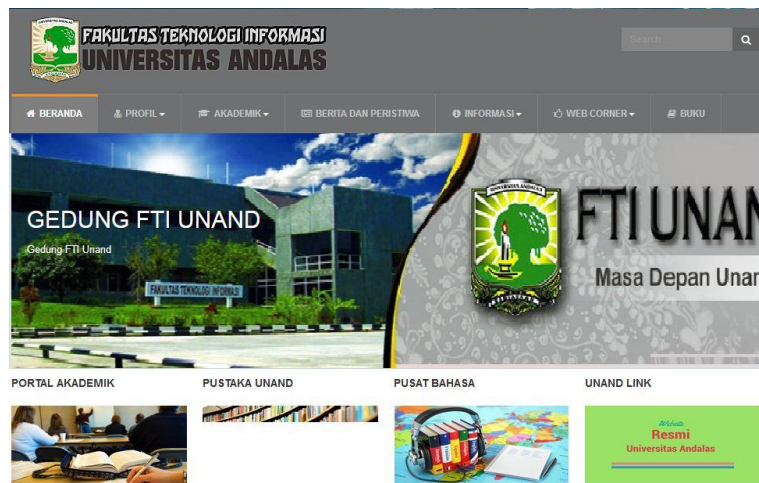 FAKULTAS TEKNOLOGI INFORMASI
UNIVERSITAS ANDALAS
Search
BERANDA PROFIL AKADEMIK BERITA DAN PERISTIWA INFORMASI WEB CORNER BUKU
GEDUNG FTI UNAND
Gedung FTI Unand
FAKULTAS TEKNOLOGI INFORMASI
UNIVERSITAS ANDALAS
FTI UNAN
Masa Depan Unan
PORTAL AKADEMIK PUSTAKA UNAND PUSAT BAHASA UNAND LINK
Website
Resmi
Universitas Andalas